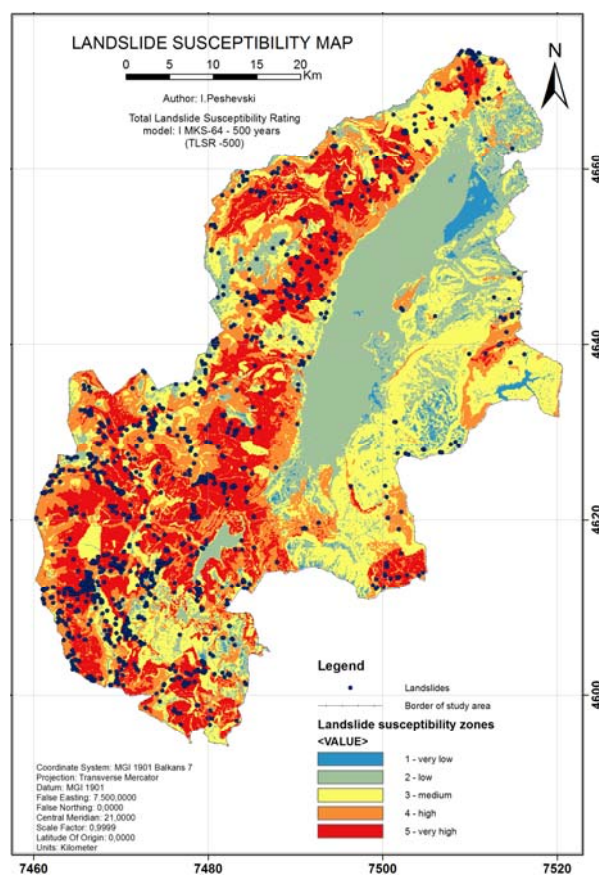 LANDSLIDE SUSCEPTIBILITY MAP
0 5 10 15 20
Km
Author: I.Peshevski
Total Landslide Susceptibility Rating
model: I MKS-64 - 500 years
(TLSR -500)
N
4660
4640
4620
4600
Legend
Landslides
Border of study area
Landslide susceptibility zones
<VALUE>
1 - very low
2 - low
3 - medium
4 - high
5 - very high
Coordinate System: MGI 1901 Balkans 7
Projection: Transverse Mercator
Datum: MGI 1901
False Easting: 7.500,0000
False Northing: 0,0000
Central Meridian: 21,0000
Scale Factor: 0,9999
Latitude Of Origin: 0,0000
Units: Kilometer
7460 7480 7500 7520